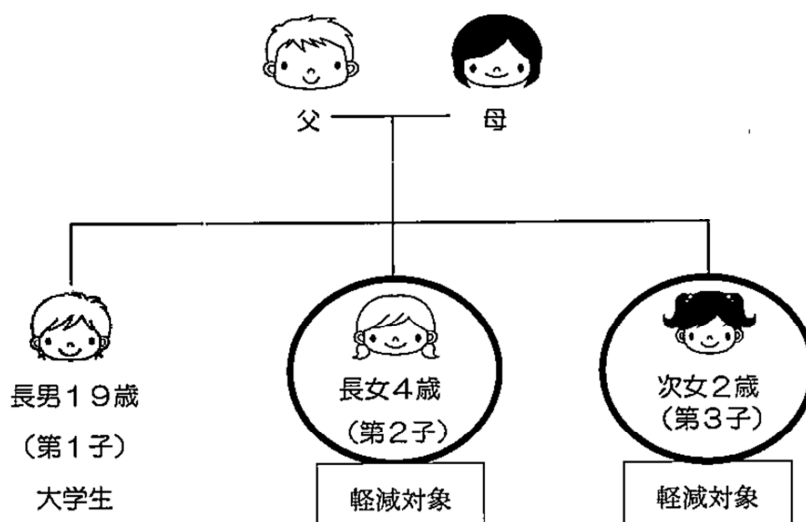 父
母
長男19歳
(第1子)
大学生
長女4歳
(第2子)
軽減対象
次女2歳
(第3子)
軽減対象